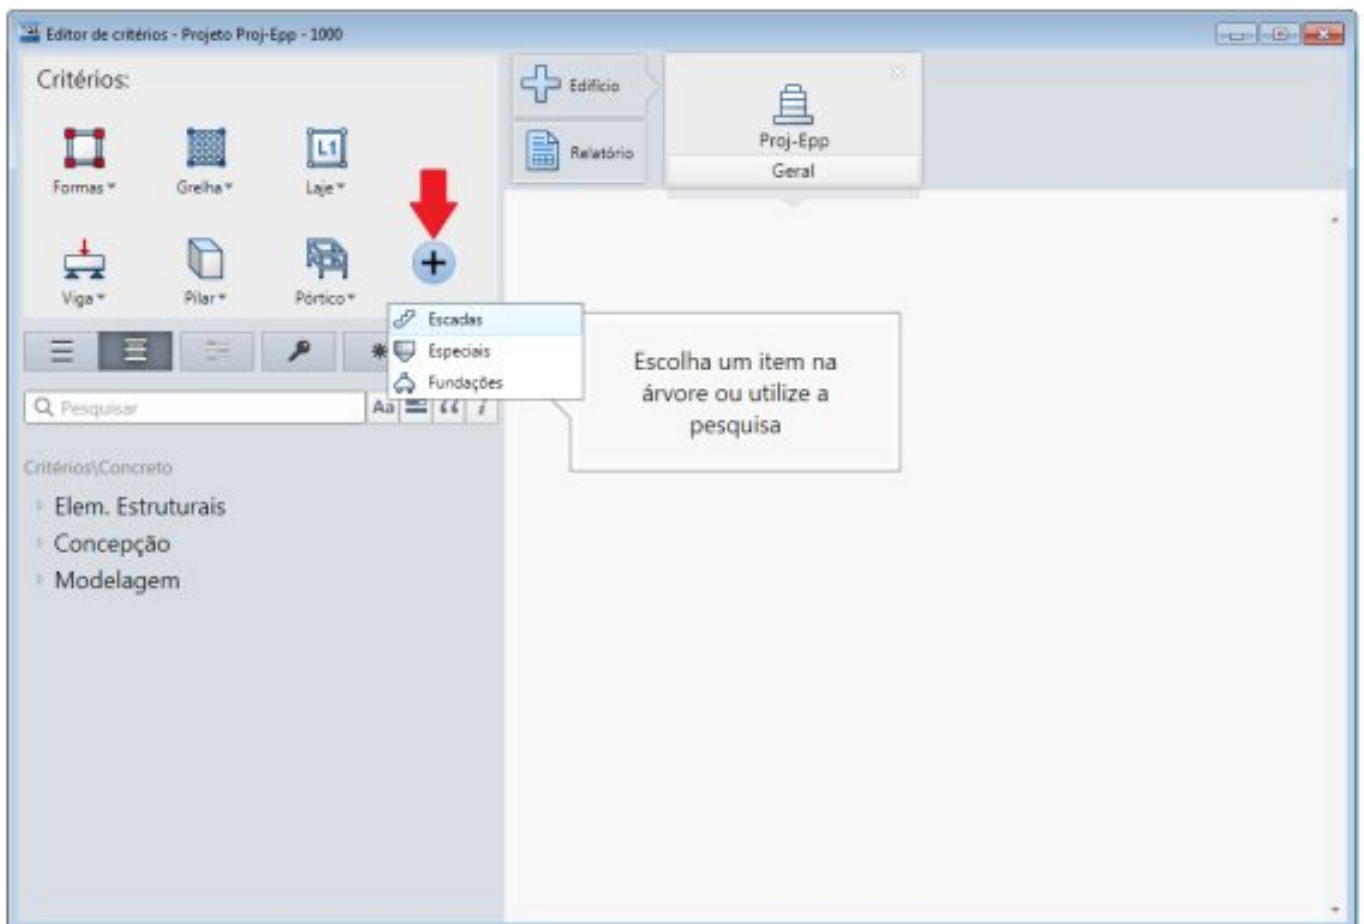 Editor de critérios - Projeto Proj-Epp - 1000
Critérios:
Formas
Grelha
Laje
L1
Viga
Pilar
Pórtico
Escadas
Especiais
Fundações
Pesquisar
Aa
Critérios\Concreto
Elem. Estruturais
Concepção
Modelagem
Edifício
Relatório
Proj-Epp
Geral
Escolha um item na
árvore ou utilize a
pesquisa